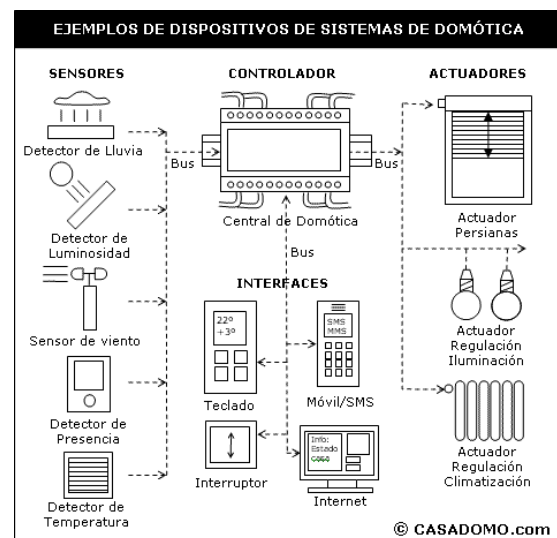 EJEMPLOS DE DISPOSITIVOS DE SISTEMAS DE DOMÓTICA
SENSORES
Detector de Lluvia
Detector de
Luminosidad
Sensor de viento
Detector de
Presencia
Detector de
Temperatura
Bus
CONTROLADOR
Central de Domótica
Bus
Bus
INTERFACES
22º
+3º
Teclado
SMS
MMS
Móvil/SMS
Interruptor
Info:
Estado
casa
Internet
ACTUADORES
Actuador
Persianas
Actuador
Regulación
Iluminación
Actuador
Regulación
Climatización
© CASADOMO.com